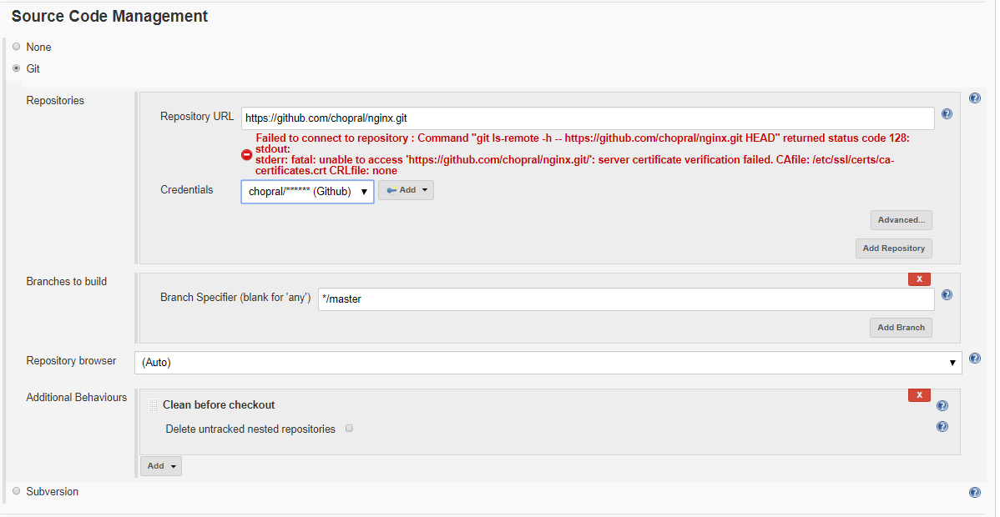 Source Code Management
None
Git
Repositories
Repository URL https://github.com/chopral/nginx.git
Failed to connect to repository : Command "git ls-remote -h -- https://github.com/chopral/nginx.git HEAD" returned status code 128:
stdout:
stderr: fatal: unable to access 'https://github.com/chopral/nginx.git/': server certificate verification failed. CAfile: /etc/ssl/certs/ca-
certificates.crt CRLfile: none
Credentials chopral/****** (Github) Add
Advanced...
Add Repository
Branches to build
X
Branch Specifier (blank for 'any') */master
Add Branch
Repository browser (Auto)
Additional Behaviours
X
Clean before checkout
Delete untracked nested repositories
Add
Subversion